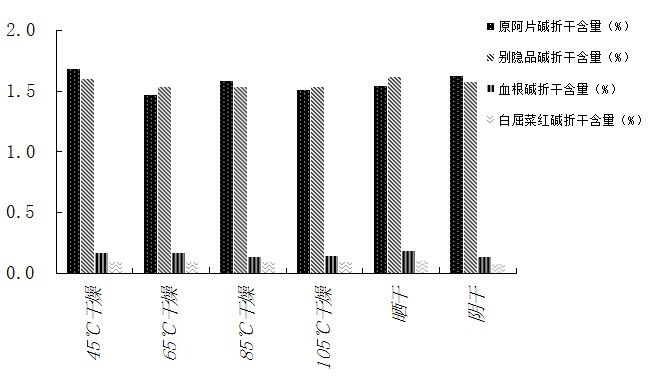 2.0
1.5
1.0
0.5
0.0
45℃干燥
65℃干燥
85℃干燥
105℃干燥
晒干
阴干
原阿片碱折干含量（%）
别隐品碱折干含量（%）
血根碱折干含量（%）
白屈菜红碱折干含量（%）